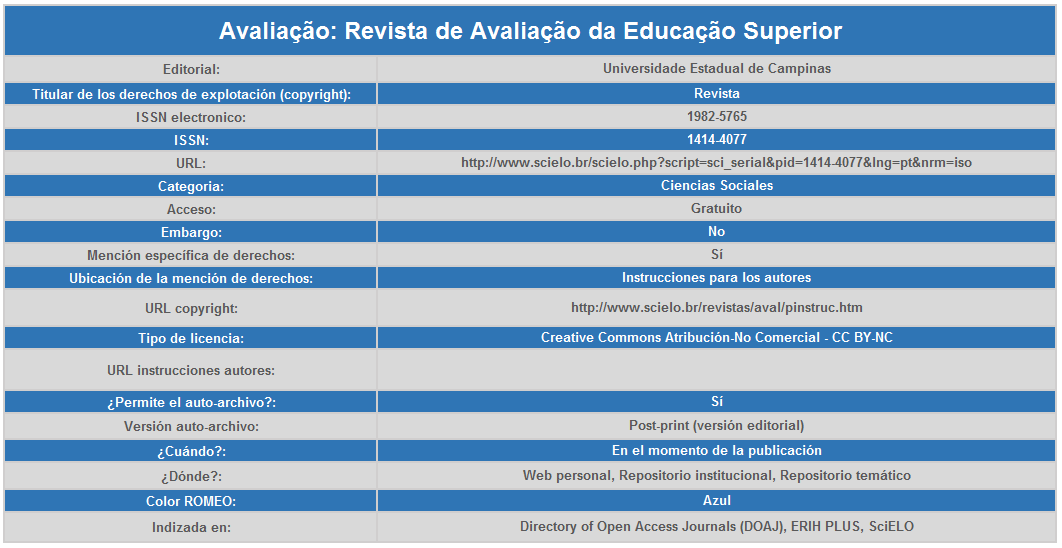 Avaliação: Revista de Avaliação da Educação Superior
Editorial: Universidade Estadual de Campinas
Titular de los derechos de explotación (copyright): Revista
ISSN electronico: 1982-5765
ISSN: 1414-4077
URL: http://www.scielo.br/scielo.php?script=sci_serial&pid=1414-4077&lng=pt&nrm=iso
Categoria: Ciencias Sociales
Acceso: Gratuito
Embargo: No
Mención específica de derechos: Sí
Ubicación de la mención de derechos: Instrucciones para los autores
URL copyright: http://www.scielo.br/revistas/aval/pinstruc.htm
Tipo de licencia: Creative Commons Atribución-No Comercial - CC BY-NC
URL instrucciones autores:
¿Permite el auto-archivo?: Sí
Versión auto-archivo: Post-print (versión editorial)
¿Cuándo?: En el momento de la publicación
¿Dónde?: Web personal, Repositorio institucional, Repositorio temático
Color ROMEO: Azul
Indizada en: Directory of Open Access Journals (DOAJ), ERIH PLUS, SciELO